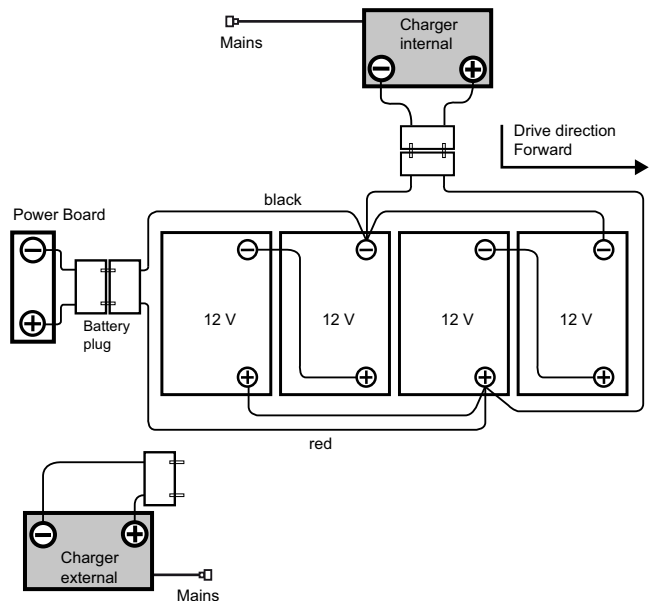 Charger
internal
Mains
Drive direction
Forward
black
Power Board
12 V
12 V
12 V
12 V
Battery
plug
red
Charger
external
Mains